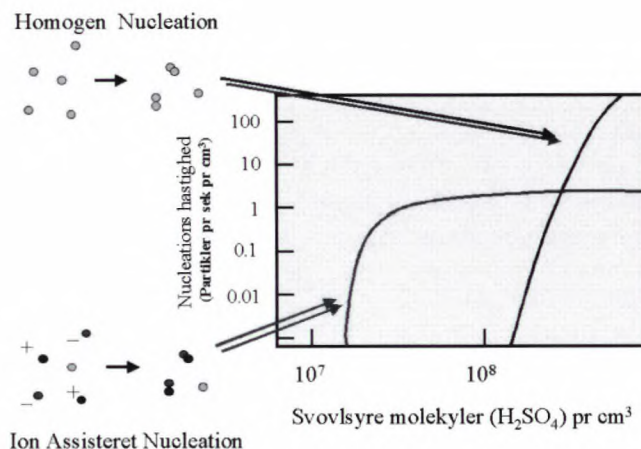 Homogen Nucleation
Nucleations hastighed
(Partikler pr sek pr cm³)
100
10
1
0.1
0.01
10⁷
10⁸
Svovlsyre molekyler (H₂SO₄) pr cm³
+
−
−
+
Ion Assisteret Nucleation